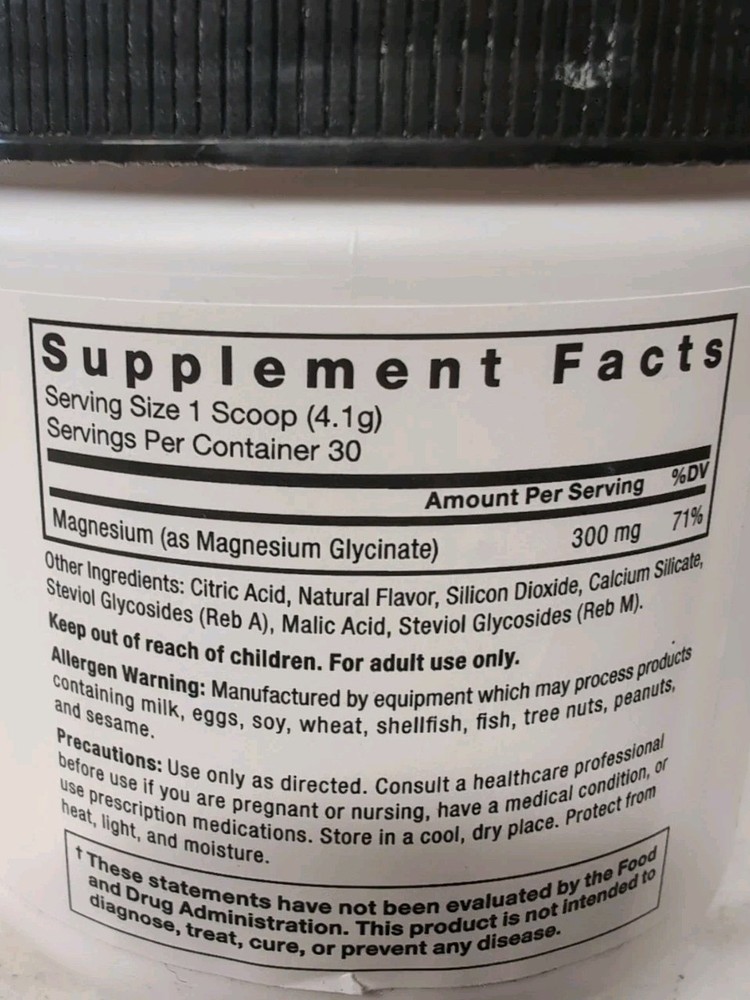 Supplement Facts
Serving Size 1 Scoop (4.1g)
Servings Per Container 30
Amount Per Serving %DV
Magnesium (as Magnesium Glycinate) 300 mg 71%
Other Ingredients: Citric Acid, Natural Flavor, Silicon Dioxide, Calcium Silicate,
Steviol Glycosides (Reb A), Malic Acid, Steviol Glycosides (Reb M).
Keep out of reach of children. For adult use only.
Allergen Warning: Manufactured by equipment which may process products
containing milk, eggs, soy, wheat, shellfish, fish, tree nuts, peanuts,
and sesame.
Precautions: Use only as directed. Consult a healthcare professional
before use if you are pregnant or nursing, have a medical condition, or
use prescription medications. Store in a cool, dry place. Protect from
heat, light, and moisture.
† These statements have not been evaluated by the Food
and Drug Administration. This product is not intended to
diagnose, treat, cure, or prevent any disease.